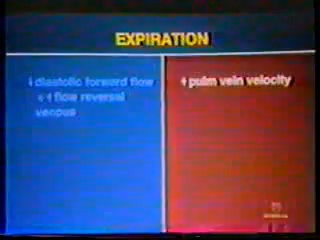 EXPIRATION
↓ diastolic forward flow
& ↑ flow reversal
venous
↑ pulm vein velocity